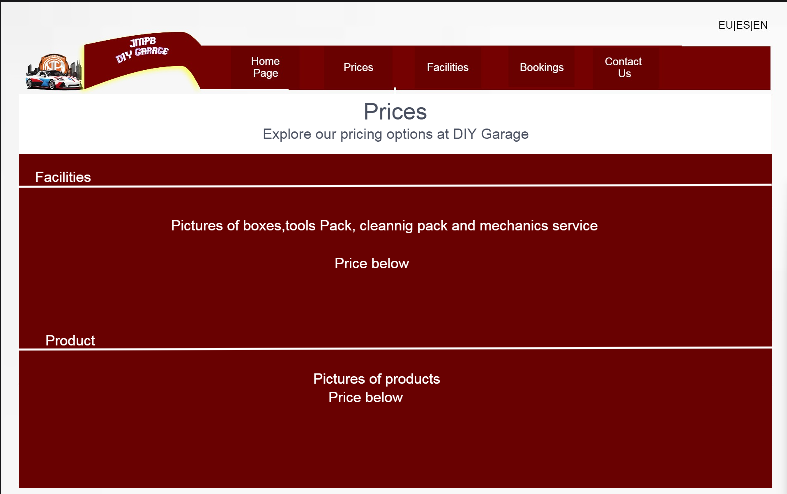 EU|ES|EN
JMPB
DIY GARAGE
Home
Page
Prices
Facilities
Bookings
Contact
Us
Prices
Explore our pricing options at DIY Garage
Facilities
Pictures of boxes,tools Pack, cleannig pack and mechanics service
Price below
Product
Pictures of products
Price below